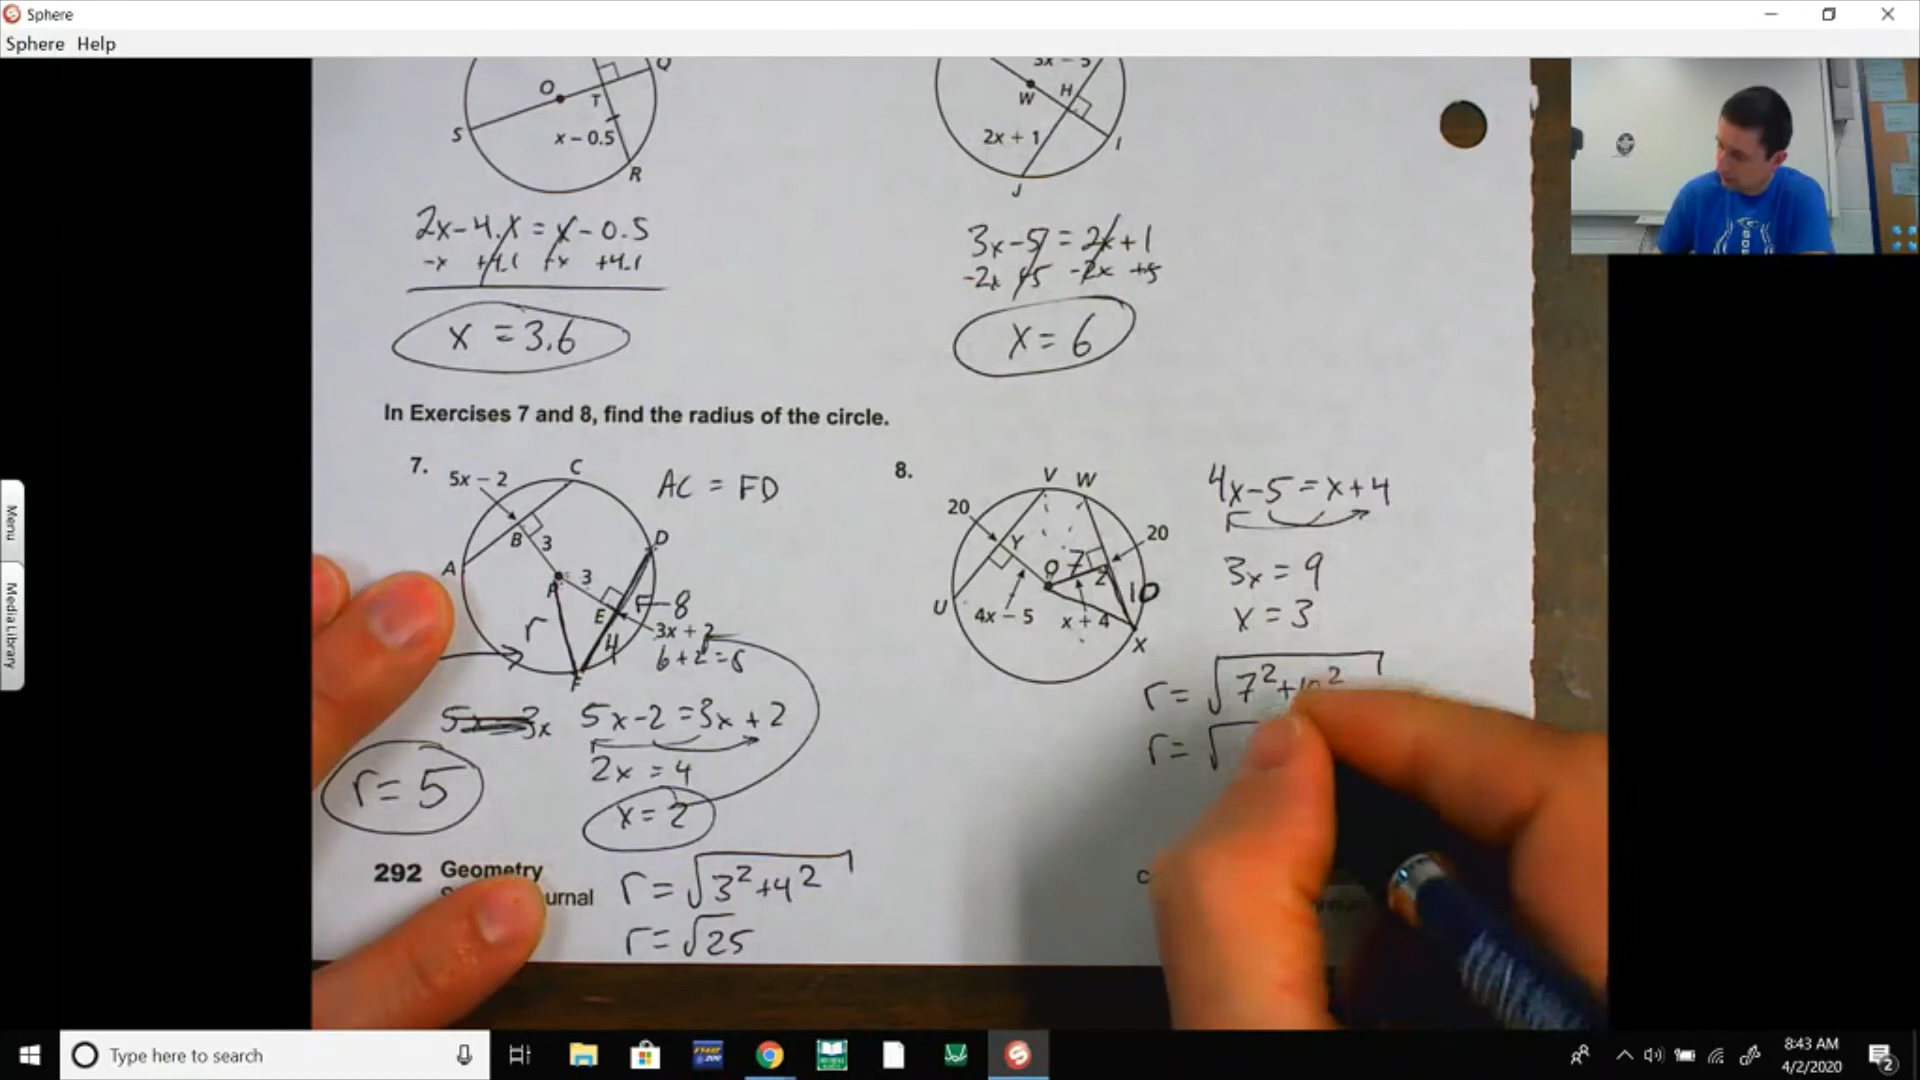 Sphere
Sphere Help
Q
O
T
S
x – 0.5
R
3x – 5
W
H
2x + 1
I
J
2x-4.1 = x-0.5
-x +4.1 -x +4.1
x = 3.6
3x-5 = 2x+1
-2x +5 -2x +5
x = 6
In Exercises 7 and 8, find the radius of the circle.
7.
5x – 2
C
AC = FD
B
3
D
A
P
3
E
8
3x + 2
6+2=8
r
4
F
5x-3x
5x-2=3x+2
2x = 4
x = 2
r = 5
r = √3²+4²
r = √25
8.
V
W
20
20
Y
Q
7
Z
10
U
4x – 5
x + 4
X
4x-5=x+4
3x = 9
x = 3
r = √7²+10²
r = √
292 Geometry
Menu
Media Library
Type here to search
8:43 AM
4/2/2020
2